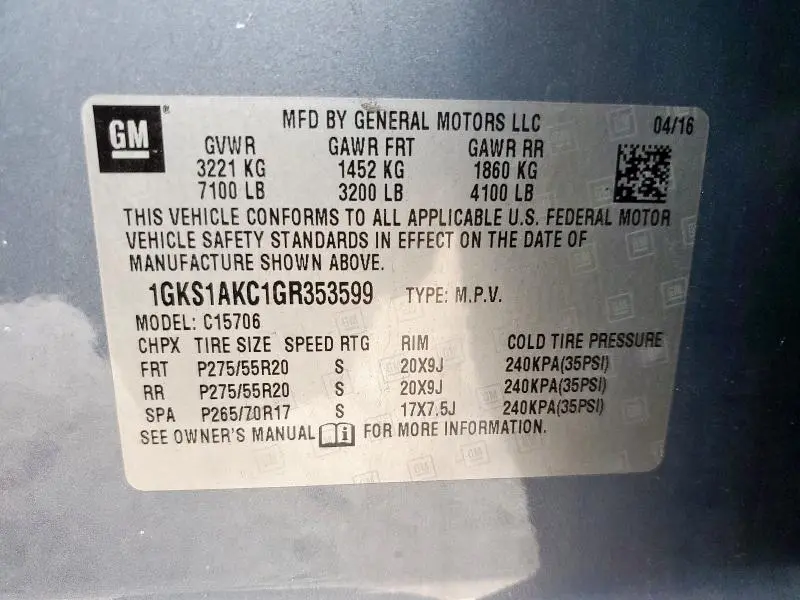 GM
MFD BY GENERAL MOTORS LLC 04/16
GVWR GAWR FRT GAWR RR
3221 KG 1452 KG 1860 KG
7100 LB 3200 LB 4100 LB
THIS VEHICLE CONFORMS TO ALL APPLICABLE U.S. FEDERAL MOTOR
VEHICLE SAFETY STANDARDS IN EFFECT ON THE DATE OF
MANUFACTURE SHOWN ABOVE.
1GKS1AKC1GR353599 TYPE: M.P.V.
MODEL: C15706
CHPX TIRE SIZE SPEED RTG RIM COLD TIRE PRESSURE
FRT P275/55R20 S 20X9J 240KPA(35PSI)
RR P275/55R20 S 20X9J 240KPA(35PSI)
SPA P265/70R17 S 17X7.5J 240KPA(35PSI)
SEE OWNER'S MANUAL FOR MORE INFORMATION.